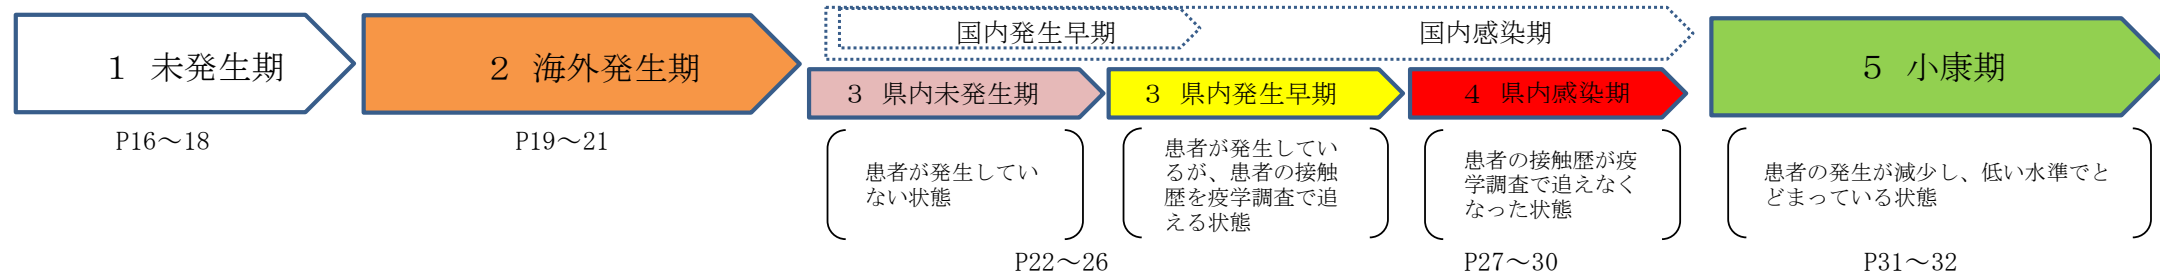 １　未発生期
２　海外発生期
国内発生早期
国内感染期
３　県内未発生期
３　県内発生早期
４　県内感染期
５　小康期
P16～18
P19～21
患者が発生してい
ない状態
患者が発生してい
るが、患者の接触
歴を疫学調査で追
える状態
患者の接触歴が疫
学調査で追えなく
なった状態
患者の発生が減少し、低い水準でと
どまっている状態
P22～26
P27～30
P31～32